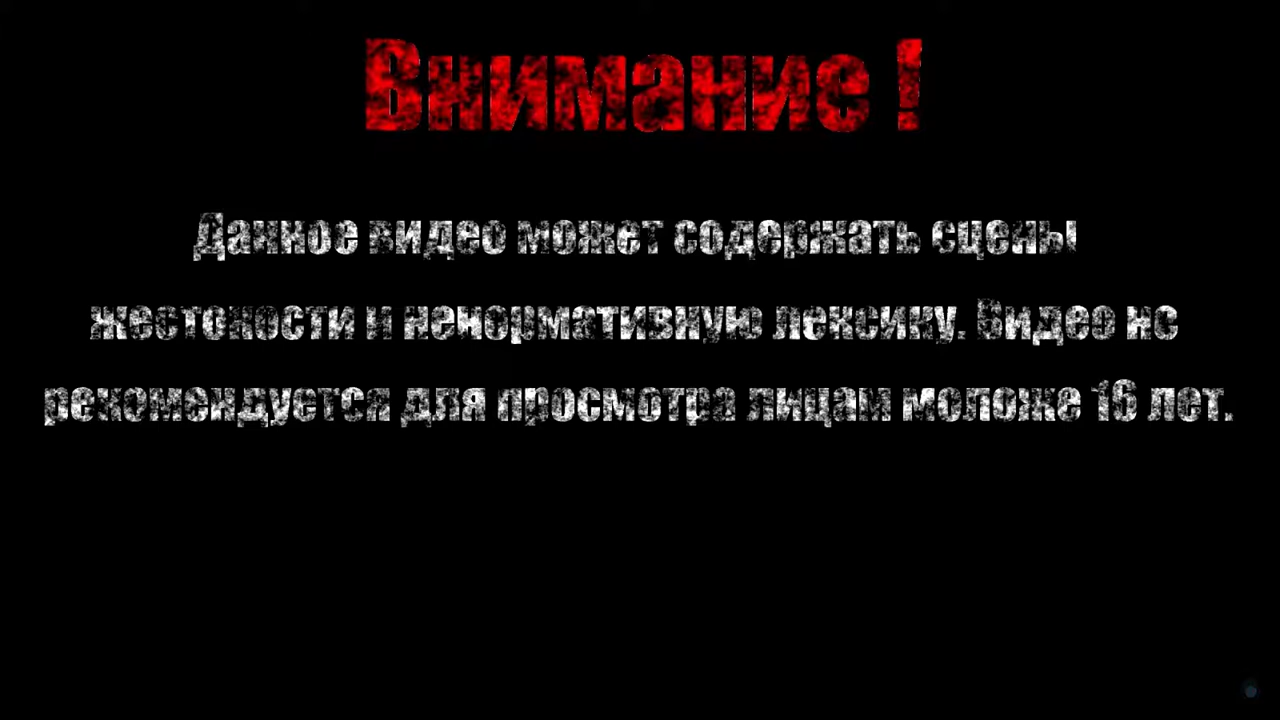 Внимание !
Данное видео может содержать сцены
жестокости и ненормативную лексику. Видео не
рекомендуется для просмотра лицам моложе 16 лет.